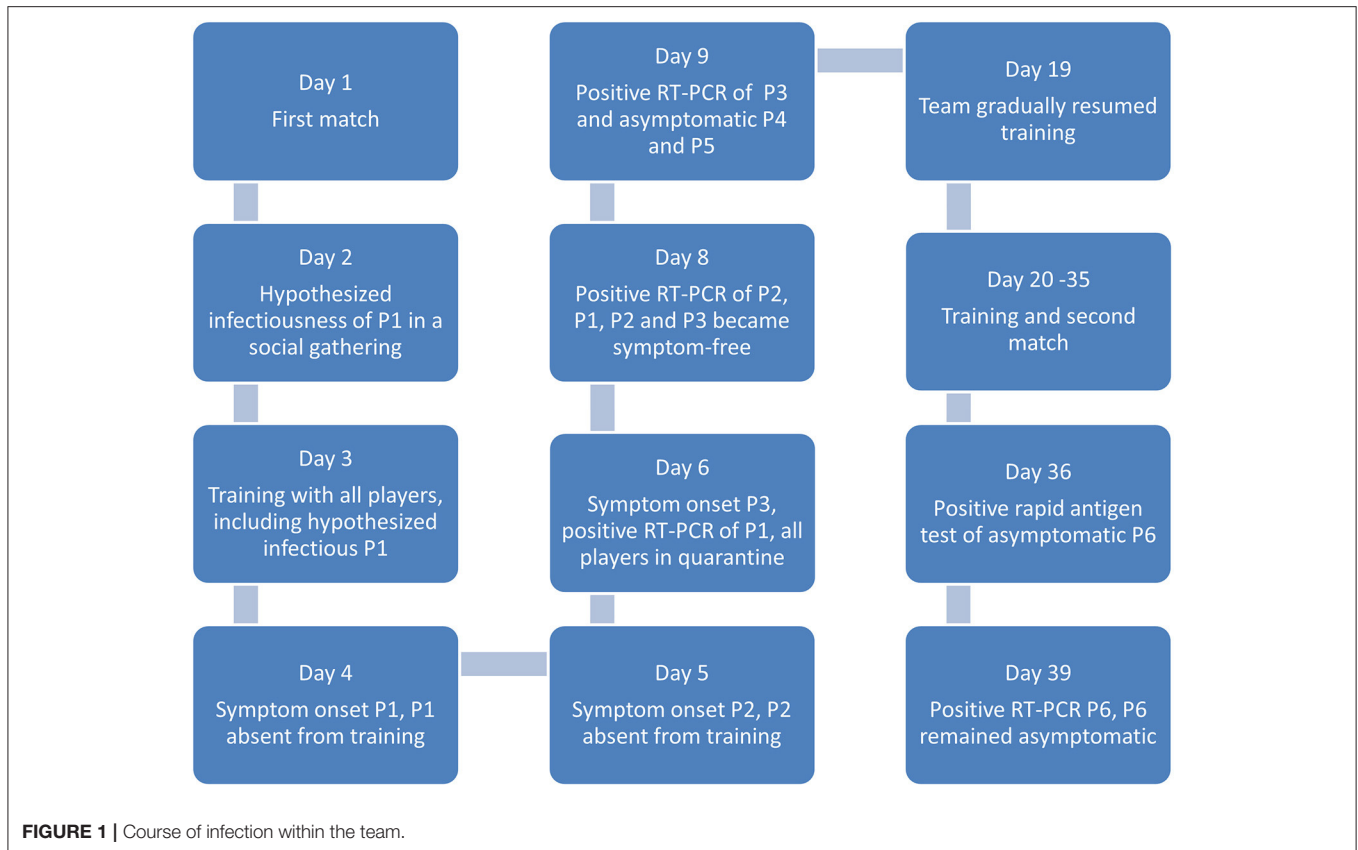 Day 1
First match
Day 2
Hypothesized
infectiousness of P1 in a
social gathering
Day 3
Training with all players,
including hypothesized
infectious P1
Day 4
Symptom onset P1, P1
absent from training
Day 5
Symptom onset P2, P2
absent from training
Day 6
Symptom onset P3,
positive RT-PCR of P1, all
players in quarantine
Day 8
Positive RT-PCR of P2,
P1, P2 and P3 became
symptom-free
Day 9
Positive RT-PCR of P3
and asymptomatic P4
and P5
Day 19
Team gradually resumed
training
Day 20 -35
Training and second
match
Day 36
Positive rapid antigen
test of asymptomatic P6
Day 39
Positive RT-PCR P6, P6
remained asymptomatic
FIGURE 1 | Course of infection within the team.